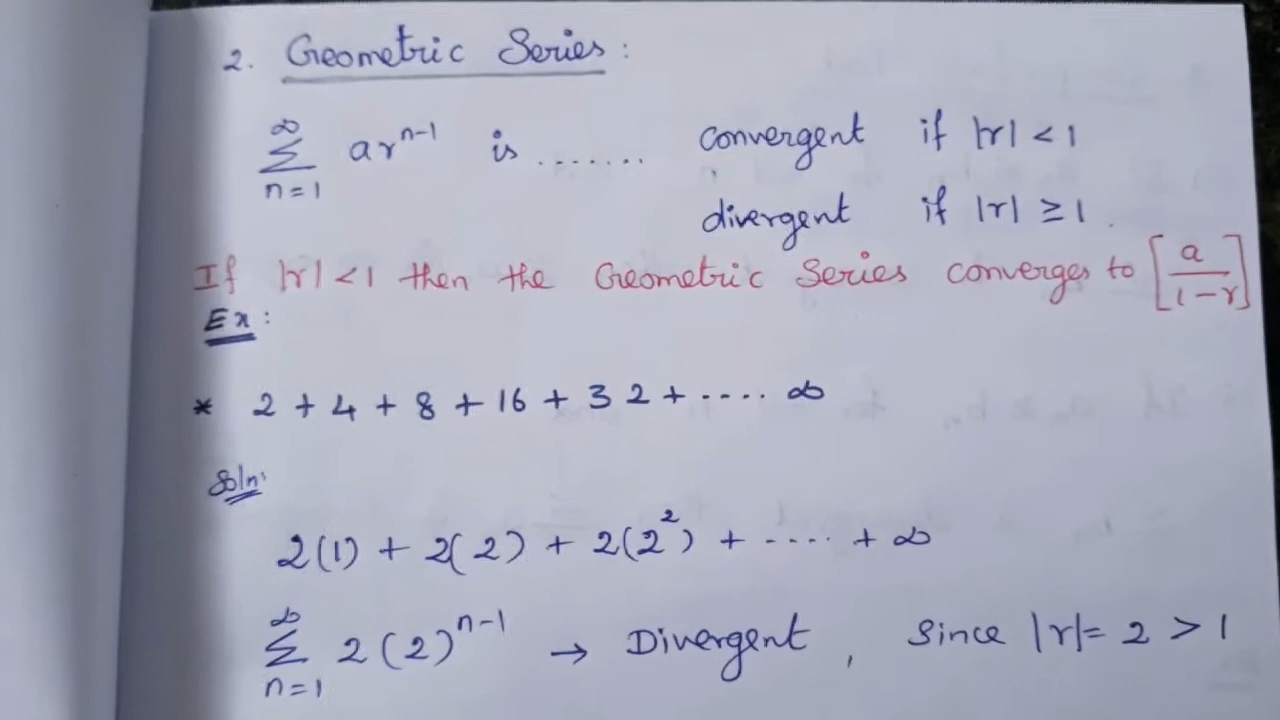 2. Geometric Series:
∞ Σ n=1 ar^(n-1) is ....... convergent if |r| < 1
divergent if |r| ≥ 1.
If |r| < 1 then the Geometric Series converges to [a/(1-r)]
Ex:
* 2 + 4 + 8 + 16 + 32 + .... ∞
Soln:
2(1) + 2(2) + 2(2²) + .... + ∞
∞ Σ n=1 2(2)^(n-1) → Divergent, Since |r| = 2 > 1